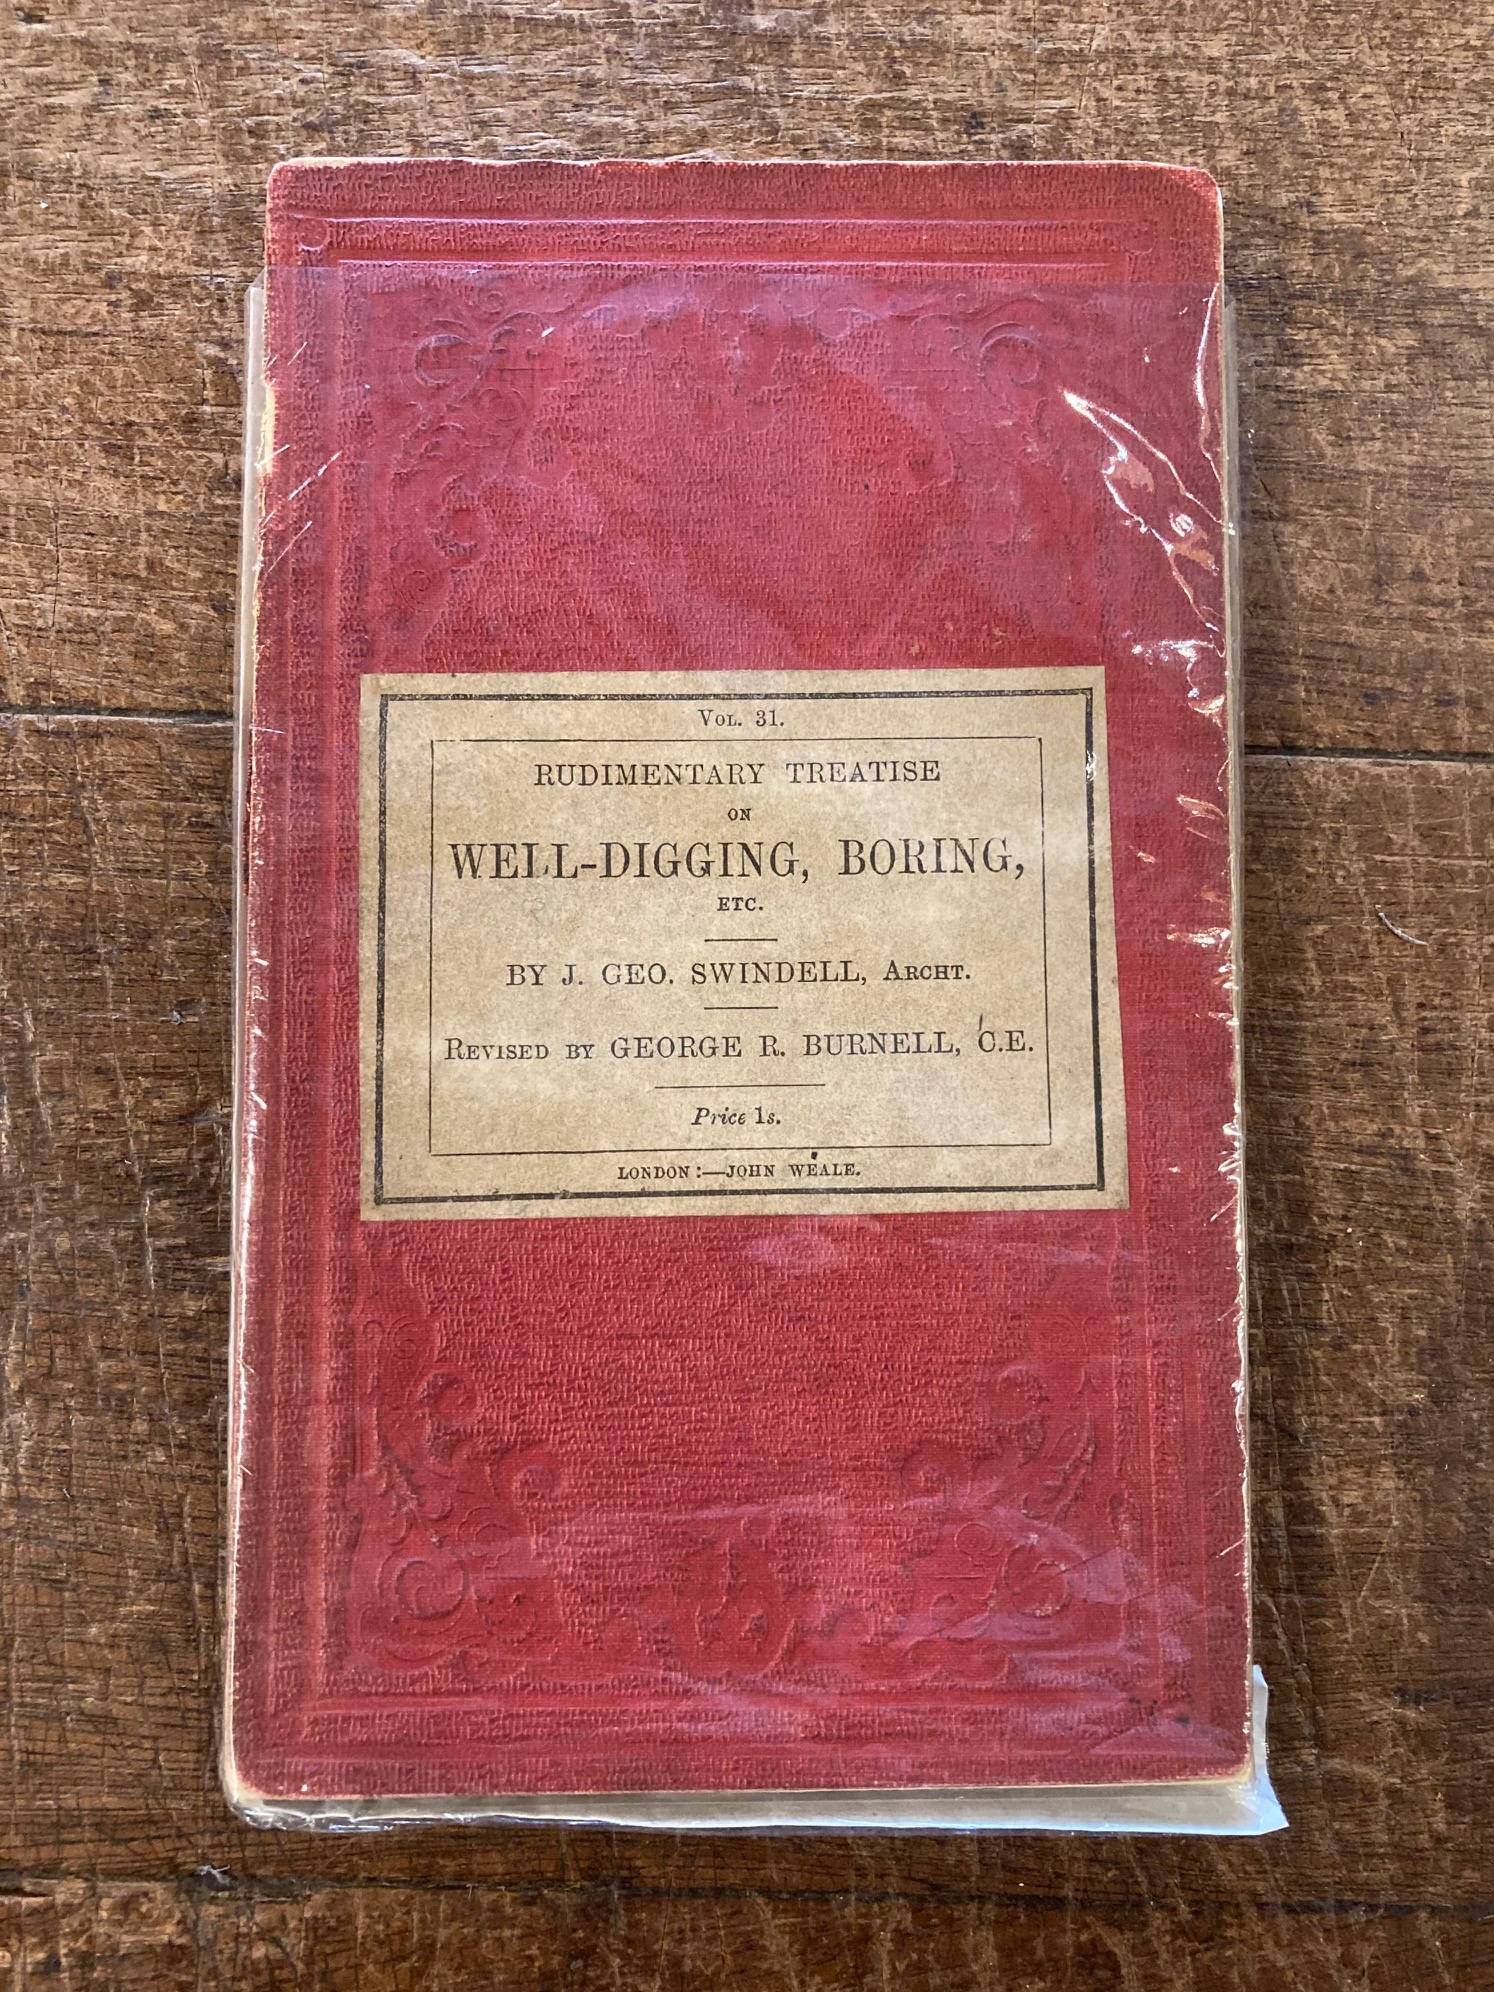 Vol. 31.
RUDIMENTARY TREATISE
ON
WELL-DIGGING, BORING,
ETC.
BY J. GEO. SWINDELL, Archt.
Revised by GEORGE R. BURNELL, C.E.
Price 1s.
LONDON:—JOHN WEALE.